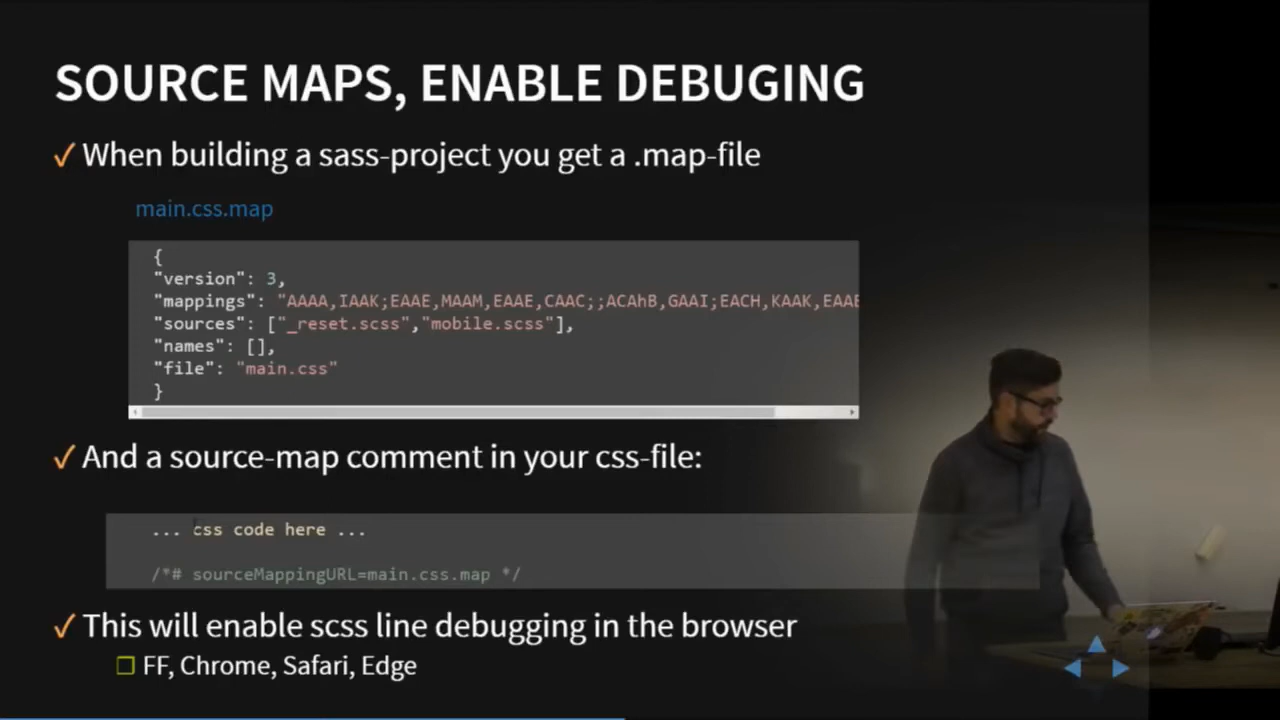 SOURCE MAPS, ENABLE DEBUGING
✓ When building a sass-project you get a .map-file
main.css.map
{
"version": 3,
"mappings": "AAAA,IAAK;EAAE,MAAM,EAAE,CAAC;;ACAhB,GAAI;EACH,KAAK,EAAE
"sources": ["_reset.scss","mobile.scss"],
"names": [],
"file": "main.css"
}
✓ And a source-map comment in your css-file:
... css code here ...
/*# sourceMappingURL=main.css.map */
✓ This will enable scss line debugging in the browser
❐ FF, Chrome, Safari, Edge